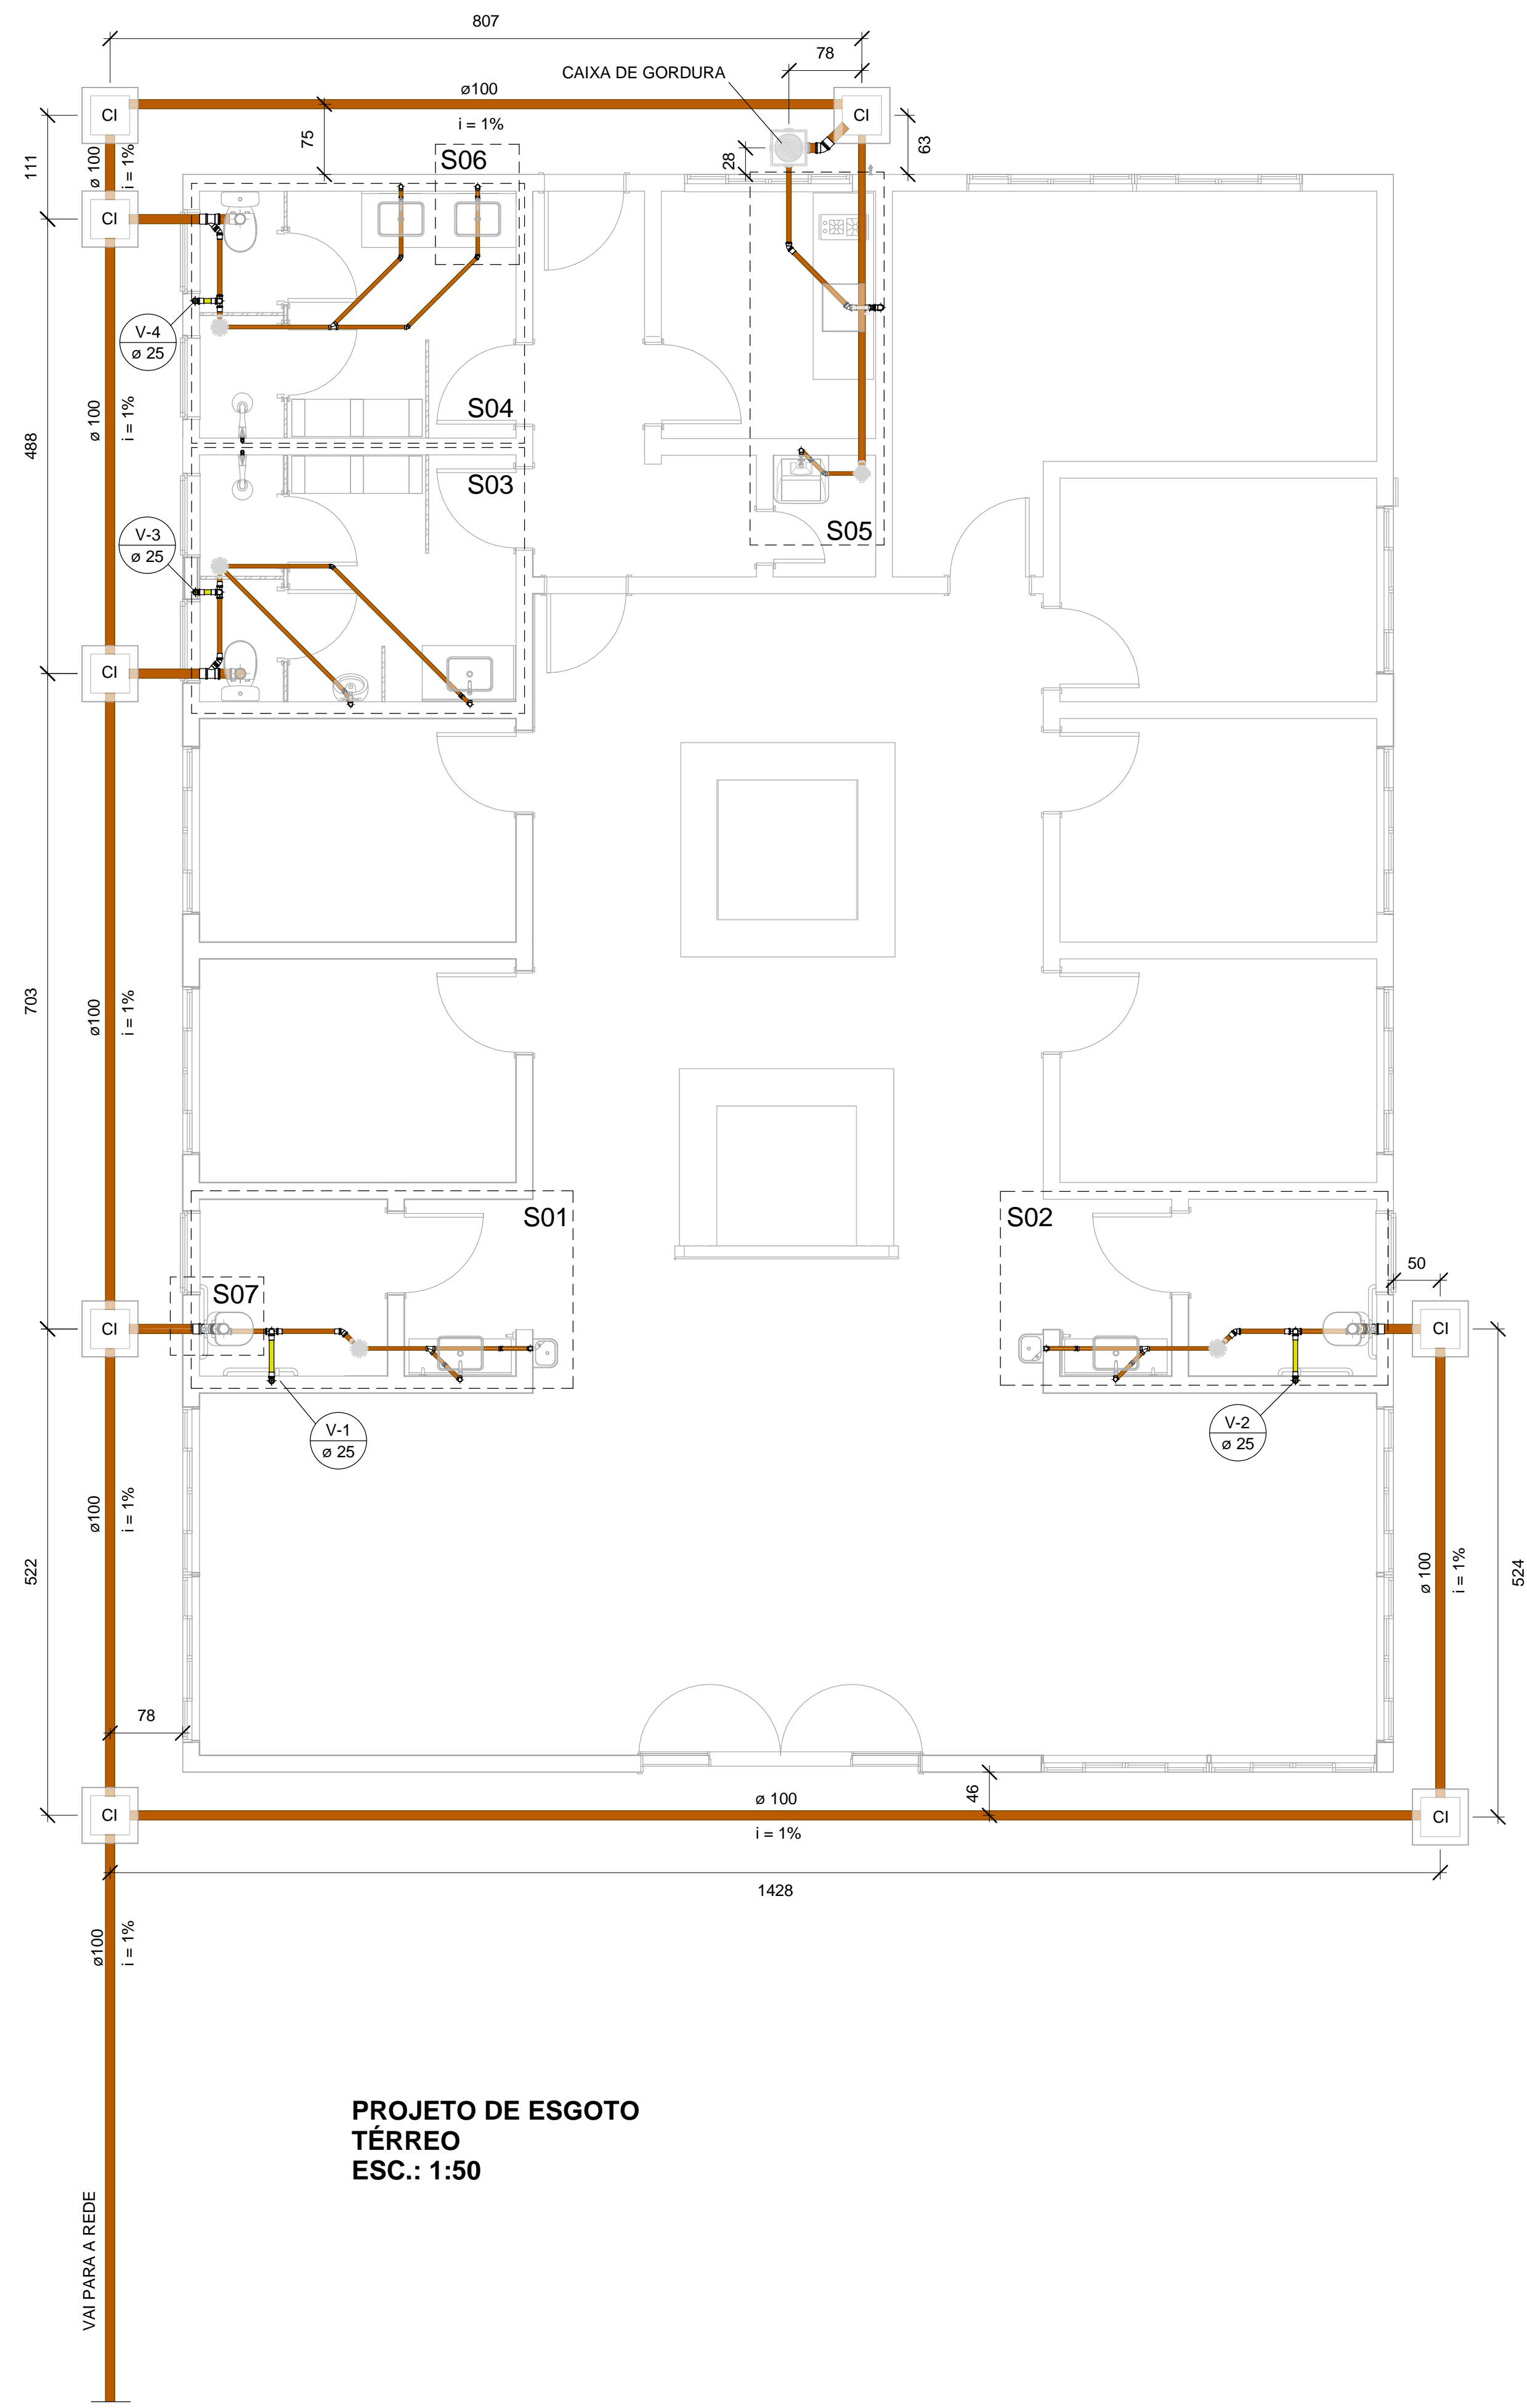 807
78
CAIXA DE GORDURA
ø100
CI
CI
i = 1%
75
63
28
111
ø 100
i = 1%
S06
CI
V-4
ø 25
ø 100
i = 1%
488
S04
S03
V-3
ø 25
S05
CI
703
ø100
i = 1%
S01
S02
50
S07
CI
CI
V-1
ø 25
V-2
ø 25
522
ø100
i = 1%
ø 100
i = 1%
524
78
46
CI
ø 100
CI
i = 1%
1428
ø100
i = 1%
PROJETO DE ESGOTO
TÉRREO
ESC.: 1:50
VAI PARA A REDE